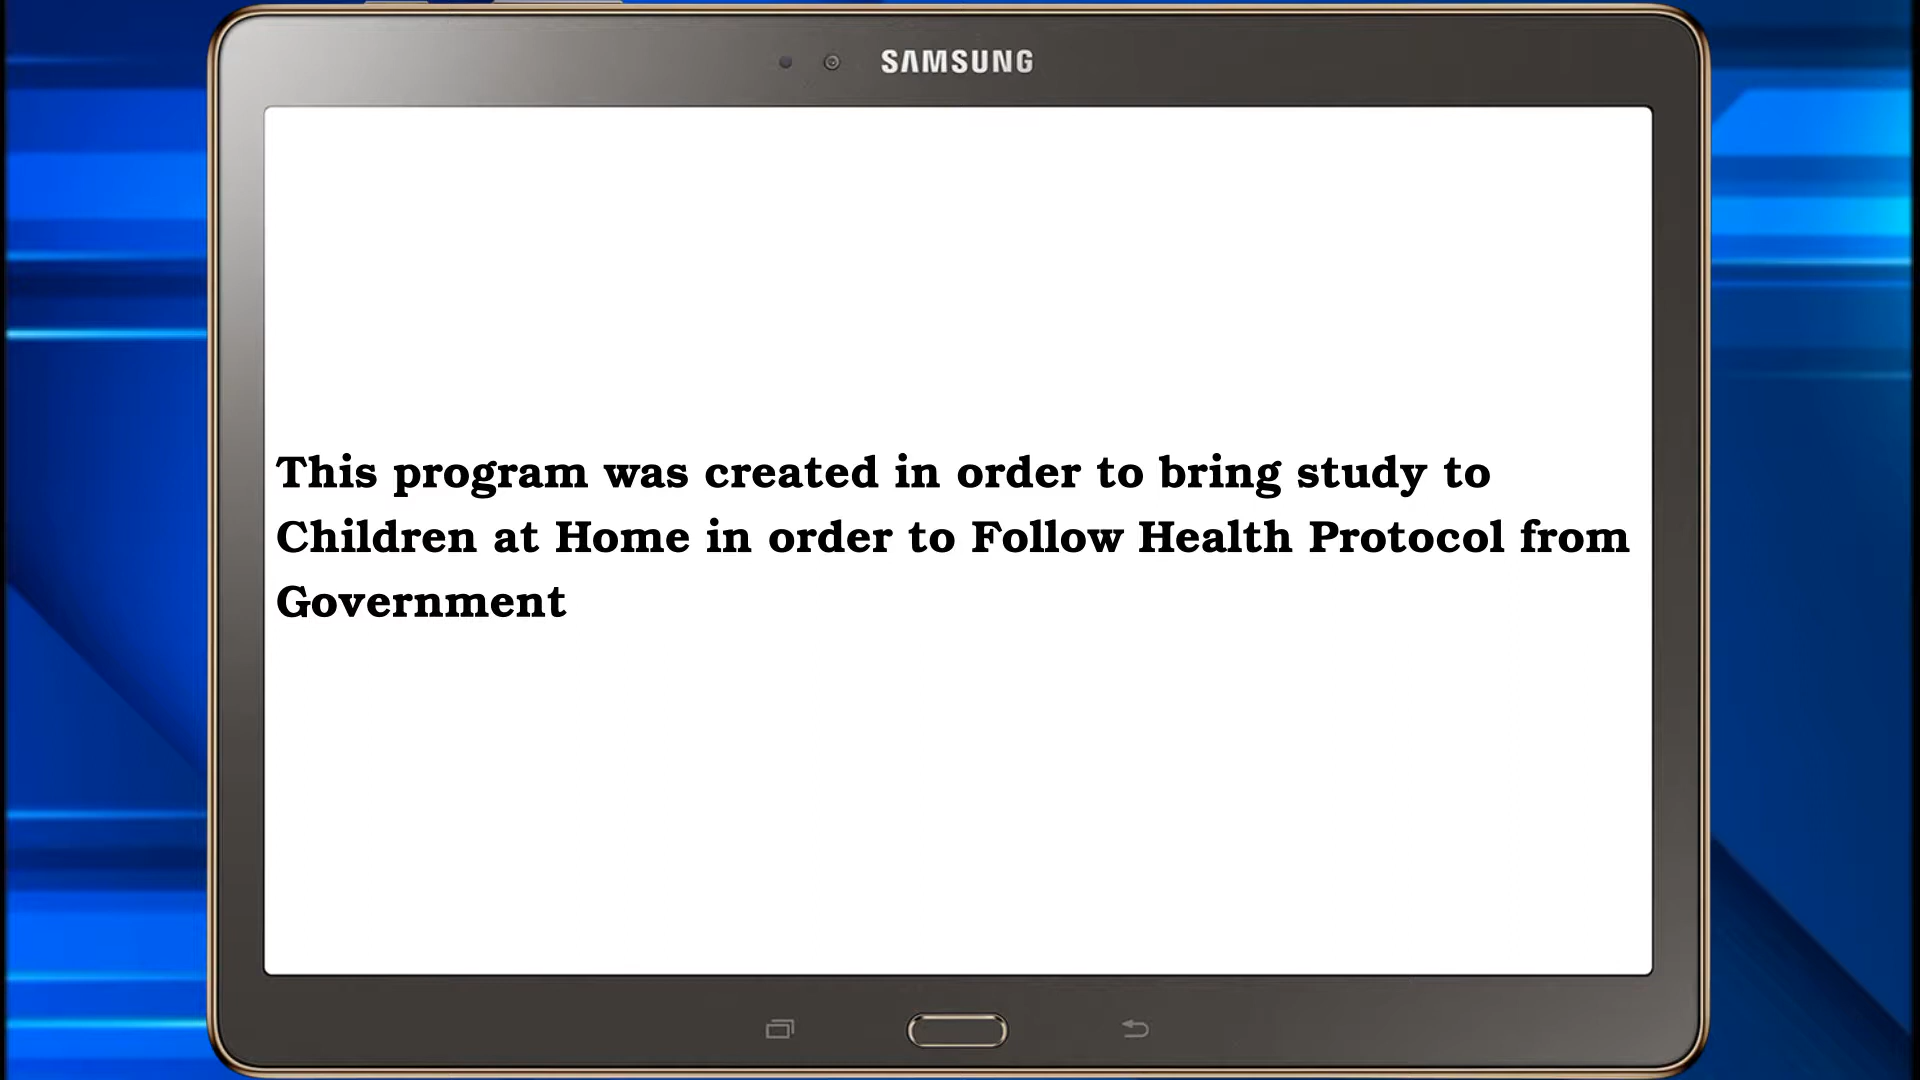 SAMSUNG
This program was created in order to bring study to
Children at Home in order to Follow Health Protocol from
Government